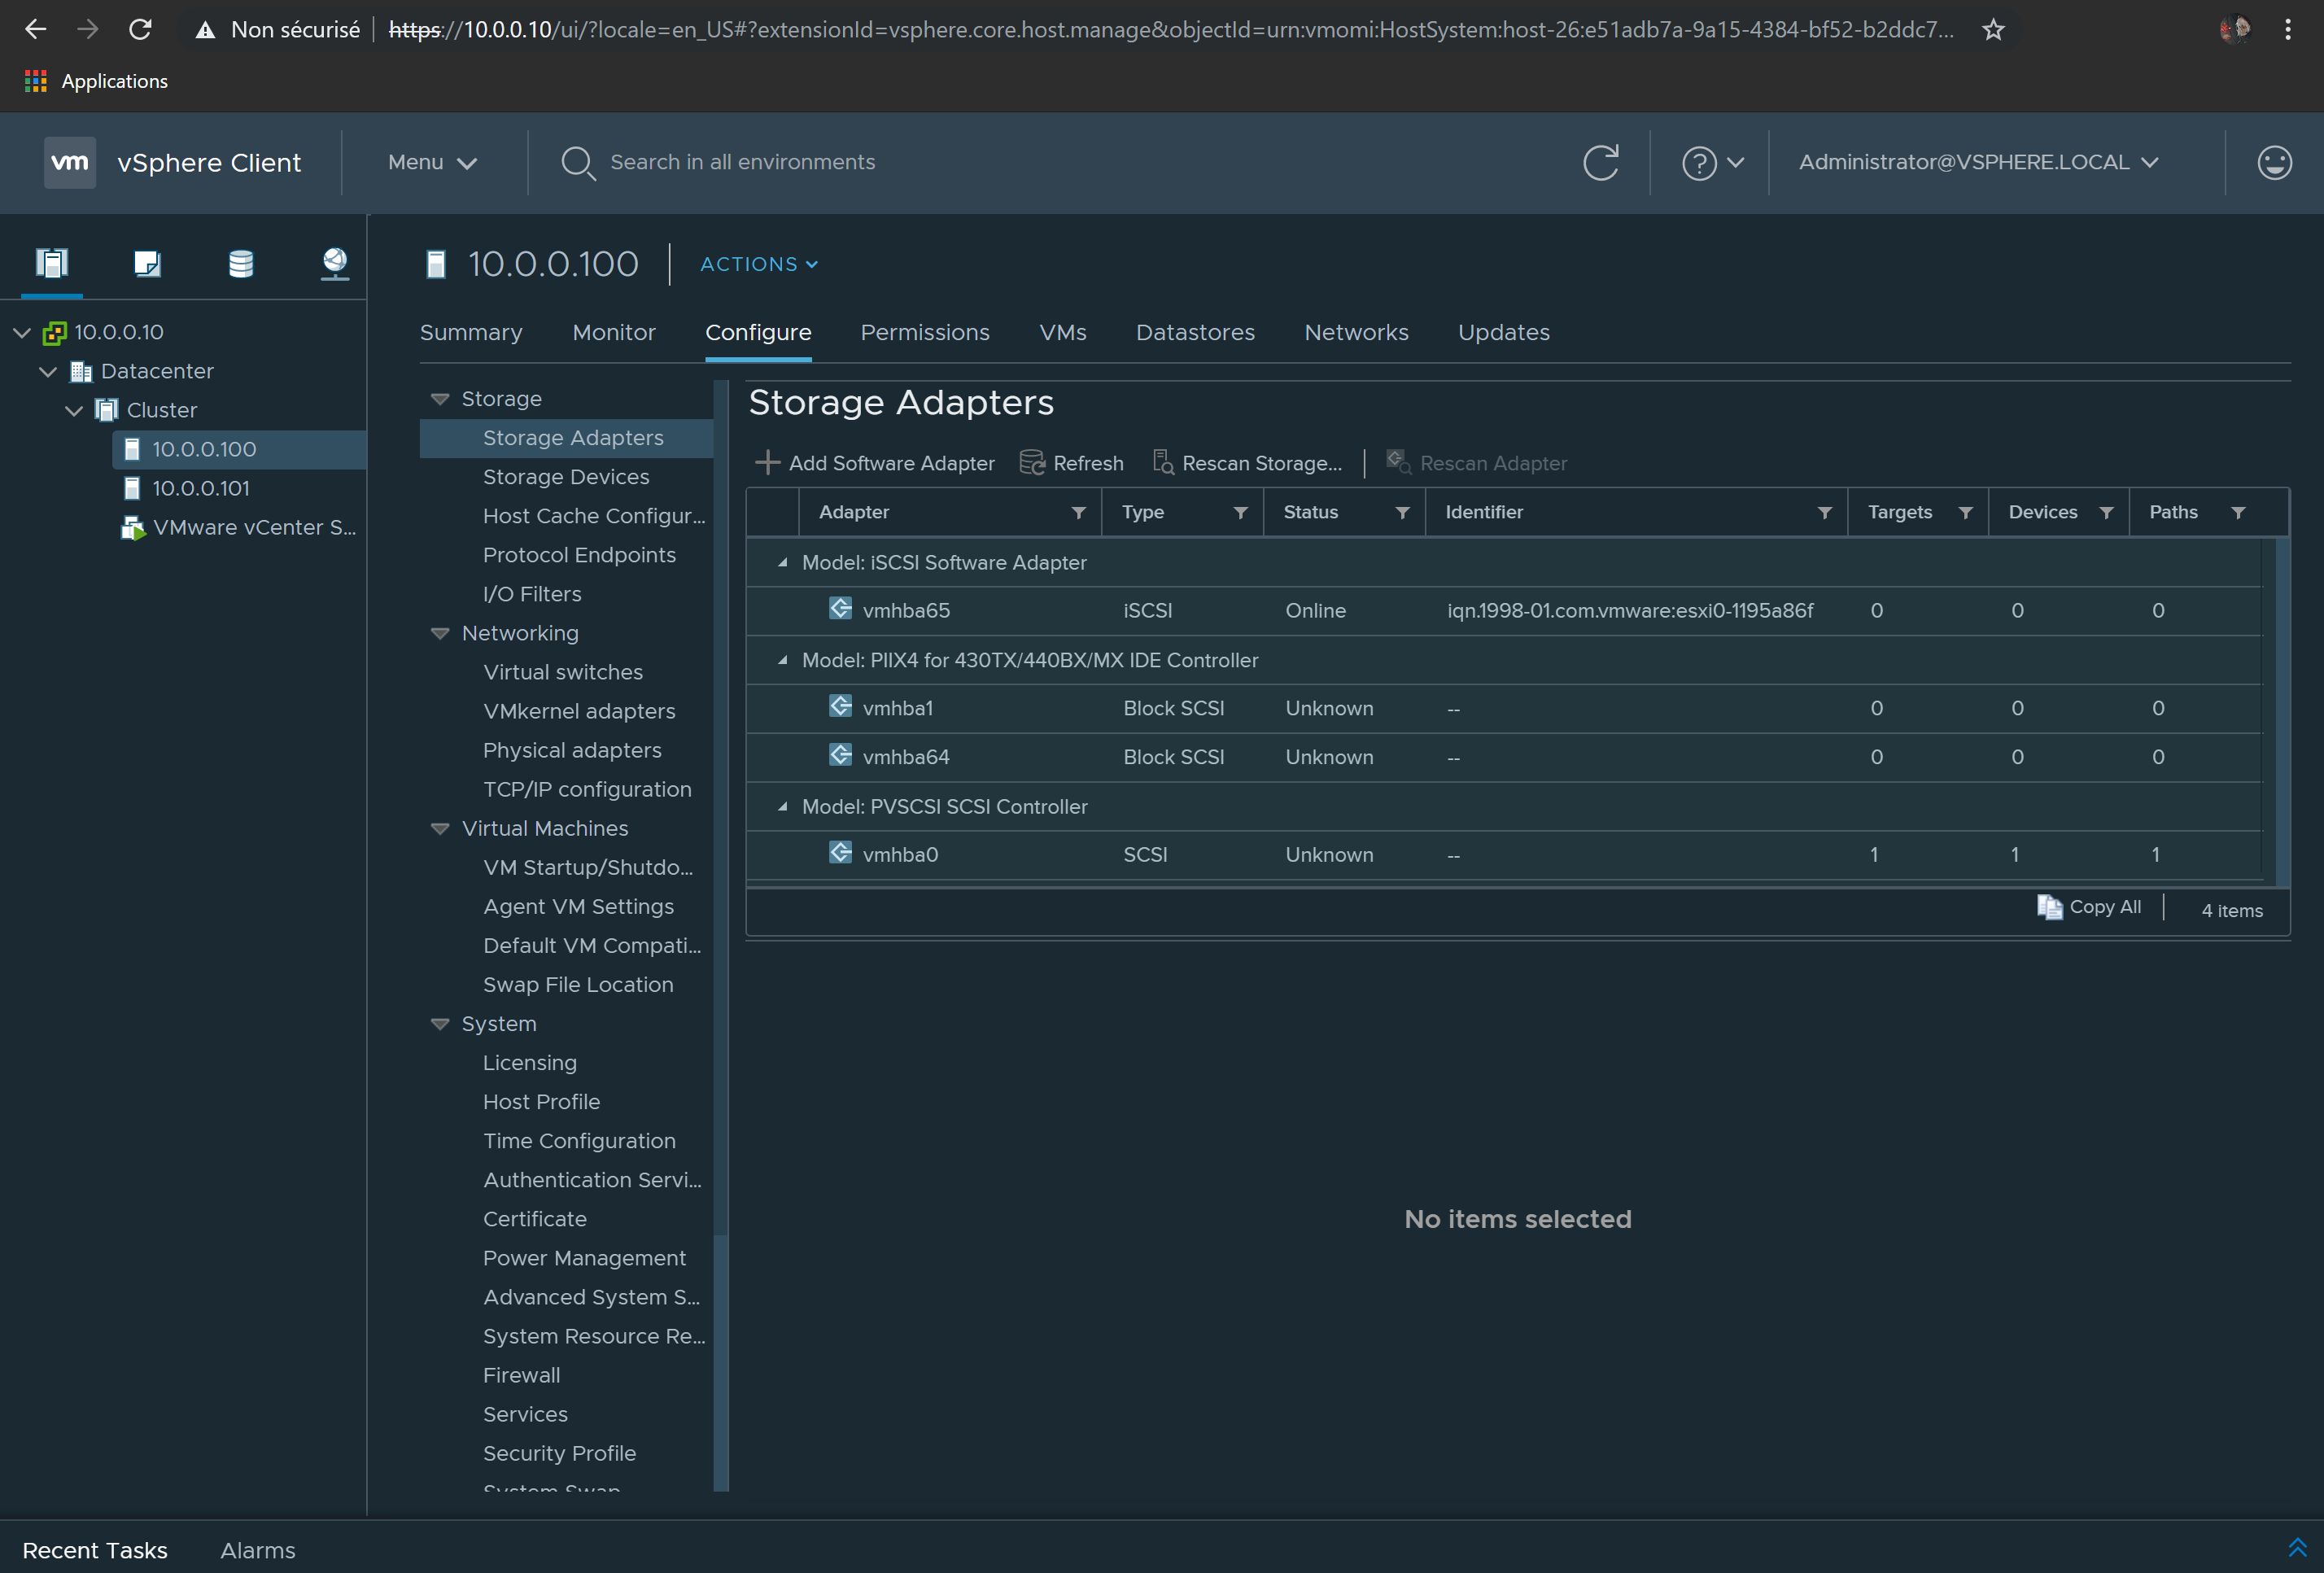 Non sécurisé https://10.0.0.10/ui/?locale=en_US#?extensionId=vsphere.core.host.manage&objectId=urn:vmomi:HostSystem:host-26:e51adb7a-9a15-4384-bf52-b2ddc7...
Applications
vm vSphere Client Menu Search in all environments ? Administrator@VSPHERE.LOCAL
10.0.0.100 ACTIONS
Summary Monitor Configure Permissions VMs Datastores Networks Updates
10.0.0.10
Datacenter
Cluster
10.0.0.100
10.0.0.101
VMware vCenter S...
Storage
Storage Adapters
Storage Devices
Host Cache Configur...
Protocol Endpoints
I/O Filters
Networking
Virtual switches
VMkernel adapters
Physical adapters
TCP/IP configuration
Virtual Machines
VM Startup/Shutdo...
Agent VM Settings
Default VM Compati...
Swap File Location
System
Licensing
Host Profile
Time Configuration
Authentication Servi...
Certificate
Power Management
Advanced System S...
System Resource Re...
Firewall
Services
Security Profile
System Swap
Storage Adapters
Add Software Adapter Refresh Rescan Storage... Rescan Adapter
Adapter Type Status Identifier Targets Devices Paths
Model: iSCSI Software Adapter
vmhba65 iSCSI Online iqn.1998-01.com.vmware:esxi0-1195a86f 0 0 0
Model: PIIX4 for 430TX/440BX/MX IDE Controller
vmhba1 Block SCSI Unknown -- 0 0 0
vmhba64 Block SCSI Unknown -- 0 0 0
Model: PVSCSI SCSI Controller
vmhba0 SCSI Unknown -- 1 1 1
Copy All 4 items
No items selected
Recent Tasks Alarms